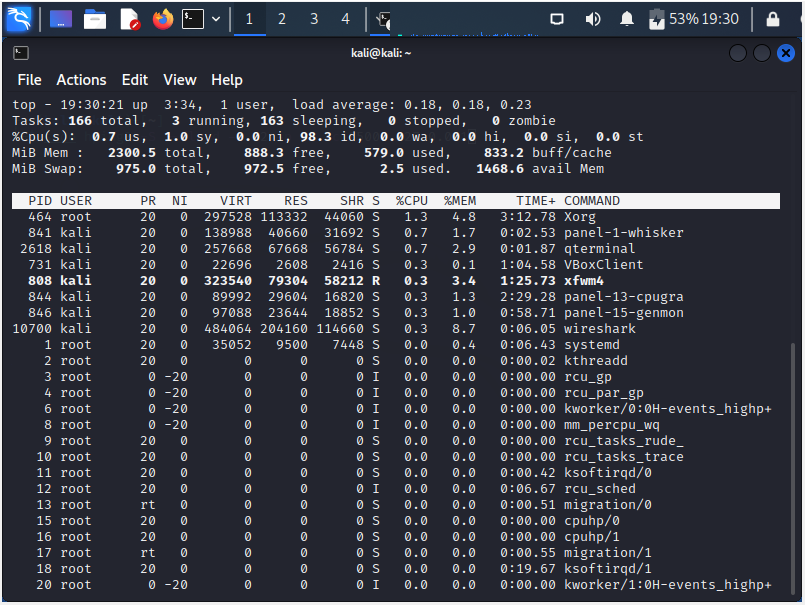 1 2 3 4 53% 19:30
kali@kali: ~
File Actions Edit View Help
top - 19:30:21 up 3:34, 1 user, load average: 0.18, 0.18, 0.23
Tasks: 166 total, 3 running, 163 sleeping, 0 stopped, 0 zombie
%Cpu(s): 0.7 us, 1.0 sy, 0.0 ni, 98.3 id, 0.0 wa, 0.0 hi, 0.0 si, 0.0 st
MiB Mem : 2300.5 total, 888.3 free, 579.0 used, 833.2 buff/cache
MiB Swap: 975.0 total, 972.5 free, 2.5 used. 1468.6 avail Mem
PID USER PR NI VIRT RES SHR S %CPU %MEM TIME+ COMMAND
464 root 20 0 297528 113332 44060 S 1.3 4.8 3:12.78 Xorg
841 kali 20 0 138988 40660 31692 S 0.7 1.7 0:02.53 panel-1-whisker
2618 kali 20 0 257668 67668 56784 S 0.7 2.9 0:01.87 qterminal
731 kali 20 0 22696 2608 2416 S 0.3 0.1 1:04.58 VBoxClient
808 kali 20 0 323540 79304 58212 R 0.3 3.4 1:25.73 xfwm4
844 kali 20 0 89992 29604 16820 S 0.3 1.3 2:29.28 panel-13-cpugra
846 kali 20 0 97088 23644 18852 S 0.3 1.0 0:58.71 panel-15-genmon
10700 kali 20 0 484064 204160 114660 S 0.3 8.7 0:06.05 wireshark
1 root 20 0 35052 9500 7448 S 0.0 0.4 0:06.43 systemd
2 root 20 0 0 0 0 S 0.0 0.0 0:00.02 kthreadd
3 root 0 -20 0 0 0 I 0.0 0.0 0:00.00 rcu_gp
4 root 0 -20 0 0 0 I 0.0 0.0 0:00.00 rcu_par_gp
6 root 0 -20 0 0 0 I 0.0 0.0 0:00.00 kworker/0:0H-events_highp+
8 root 0 -20 0 0 0 I 0.0 0.0 0:00.00 mm_percpu_wq
9 root 20 0 0 0 0 S 0.0 0.0 0:00.00 rcu_tasks_rude_
10 root 20 0 0 0 0 S 0.0 0.0 0:00.00 rcu_tasks_trace
11 root 20 0 0 0 0 S 0.0 0.0 0:00.42 ksoftirqd/0
12 root 20 0 0 0 0 I 0.0 0.0 0:06.67 rcu_sched
13 root rt 0 0 0 0 S 0.0 0.0 0:00.51 migration/0
15 root 20 0 0 0 0 S 0.0 0.0 0:00.00 cpuhp/0
16 root 20 0 0 0 0 S 0.0 0.0 0:00.00 cpuhp/1
17 root rt 0 0 0 0 S 0.0 0.0 0:00.55 migration/1
18 root 20 0 0 0 0 S 0.0 0.0 0:19.67 ksoftirqd/1
20 root 0 -20 0 0 0 I 0.0 0.0 0:00.00 kworker/1:0H-events_highp+